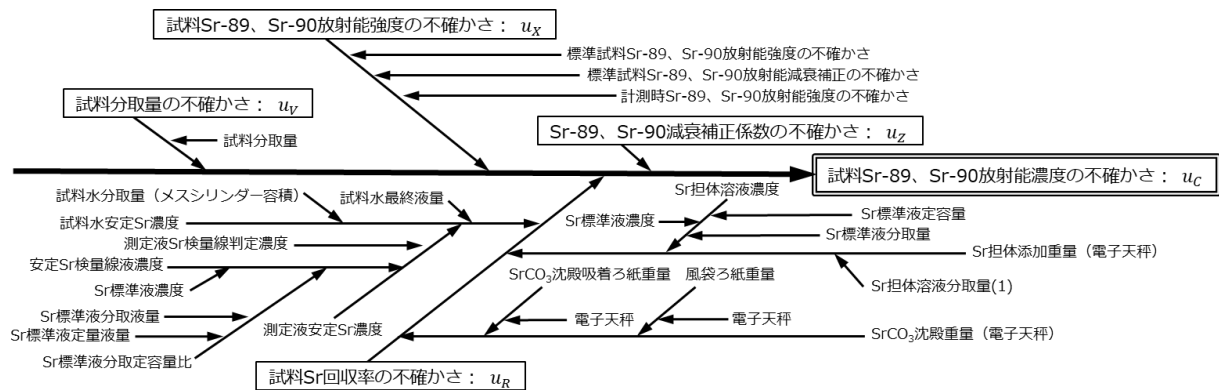 試料Sr-89、Sr-90放射能強度の不確かさ： uX
標準試料Sr-89、Sr-90放射能強度の不確かさ
標準試料Sr-89、Sr-90放射能減衰補正の不確かさ
計測時Sr-89、Sr-90放射能強度の不確かさ
試料分取量の不確かさ： uV
試料分取量
Sr-89、Sr-90減衰補正係数の不確かさ： uZ
試料Sr-89、Sr-90放射能濃度の不確かさ： uC
試料水分取量（メスシリンダー容積）
試料水最終液量
Sr担体溶液濃度
試料水安定Sr濃度
Sr標準液濃度
Sr標準液定容量
Sr標準液分取量
測定液Sr検量線判定濃度
Sr担体添加重量（電子天秤）
安定Sr検量線液濃度
SrCO3沈殿吸着ろ紙重量
風袋ろ紙重量
Sr担体溶液分取量(1)
Sr標準液濃度
Sr標準液分取液量
測定液安定Sr濃度
電子天秤
電子天秤
Sr標準液定量液量
SrCO3沈殿重量（電子天秤）
Sr標準液分取定容量比
試料Sr回収率の不確かさ： uR